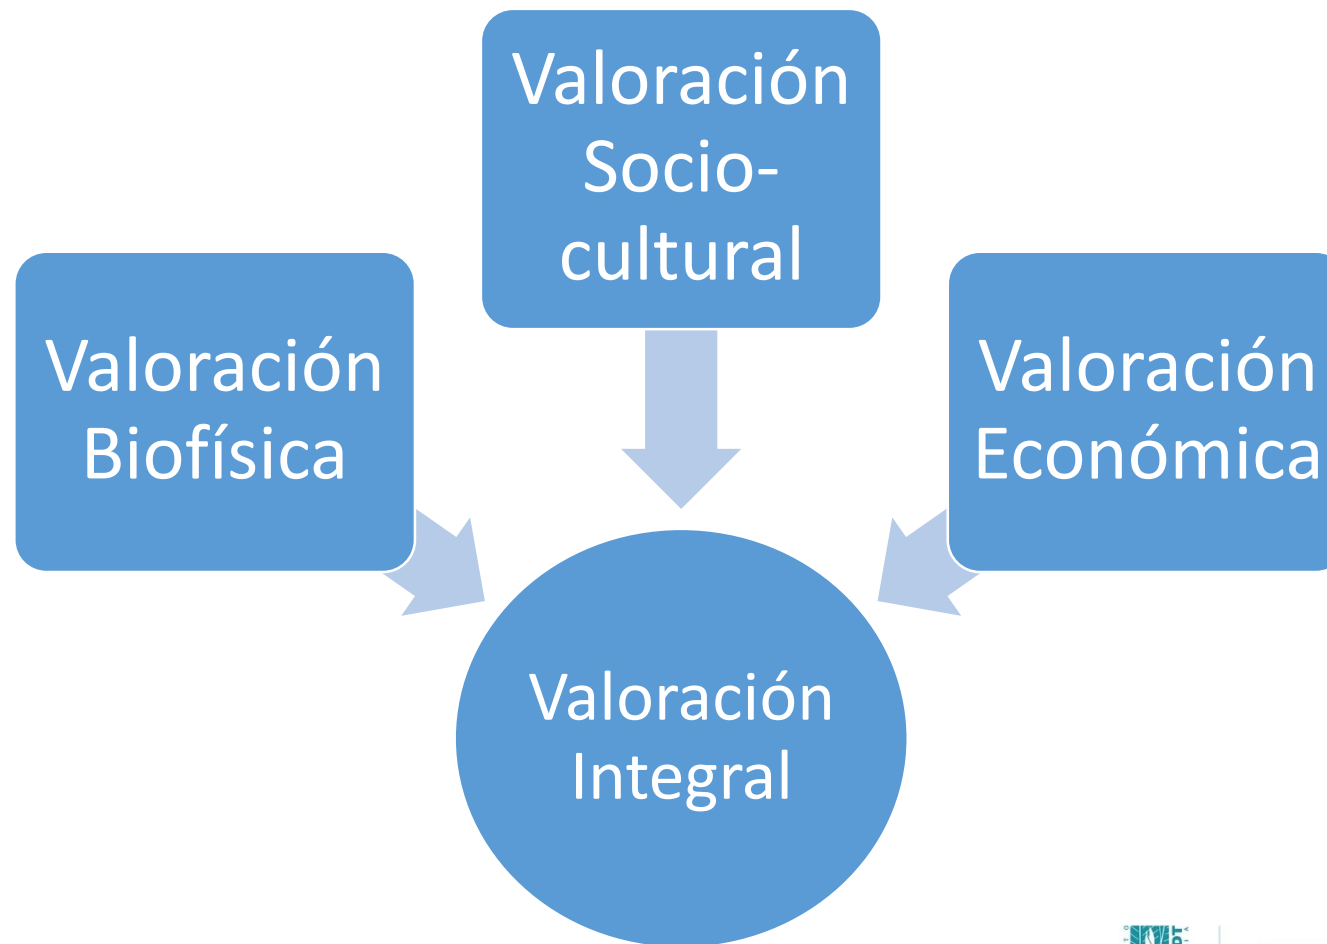 Valoración
Socio-
cultural
Valoración
Biofísica
Valoración
Económica
Valoración
Integral